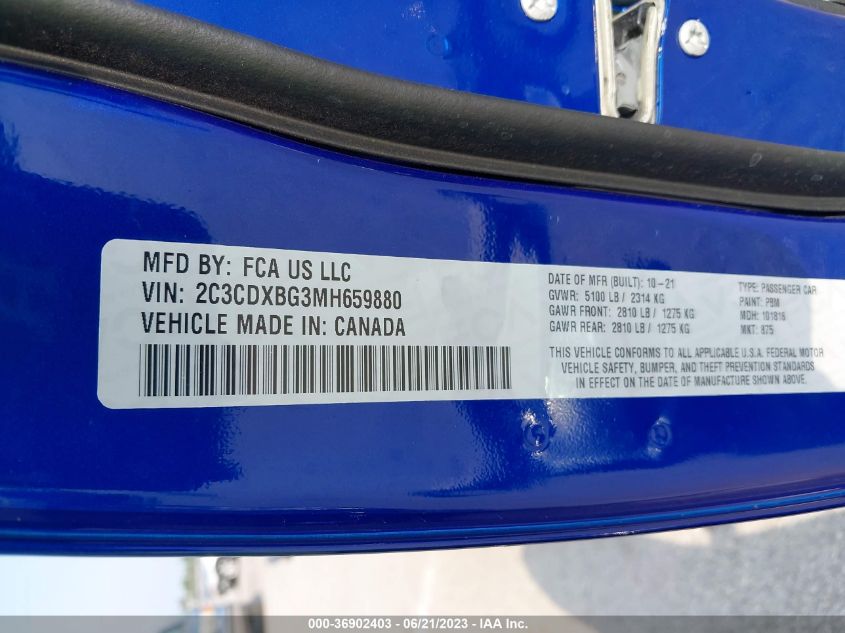 MFD BY: FCA US LLC
VIN: 2C3CDXBG3MH659880
VEHICLE MADE IN: CANADA
DATE OF MFR (BUILT): 10-21
GVWR: 5100 LB / 2314 KG
GAWR FRONT: 2810 LB / 1275 KG
GAWR REAR: 2810 LB / 1275 KG
TYPE: PASSENGER CAR
PAINT: PBM
MDH: 101816
MKT: 875
THIS VEHICLE CONFORMS TO ALL APPLICABLE U.S.A. FEDERAL MOTOR
VEHICLE SAFETY, BUMPER, AND THEFT PREVENTION STANDARDS
IN EFFECT ON THE DATE OF MANUFACTURE SHOWN ABOVE.
000-36902403 - 06/21/2023 - IAA Inc.